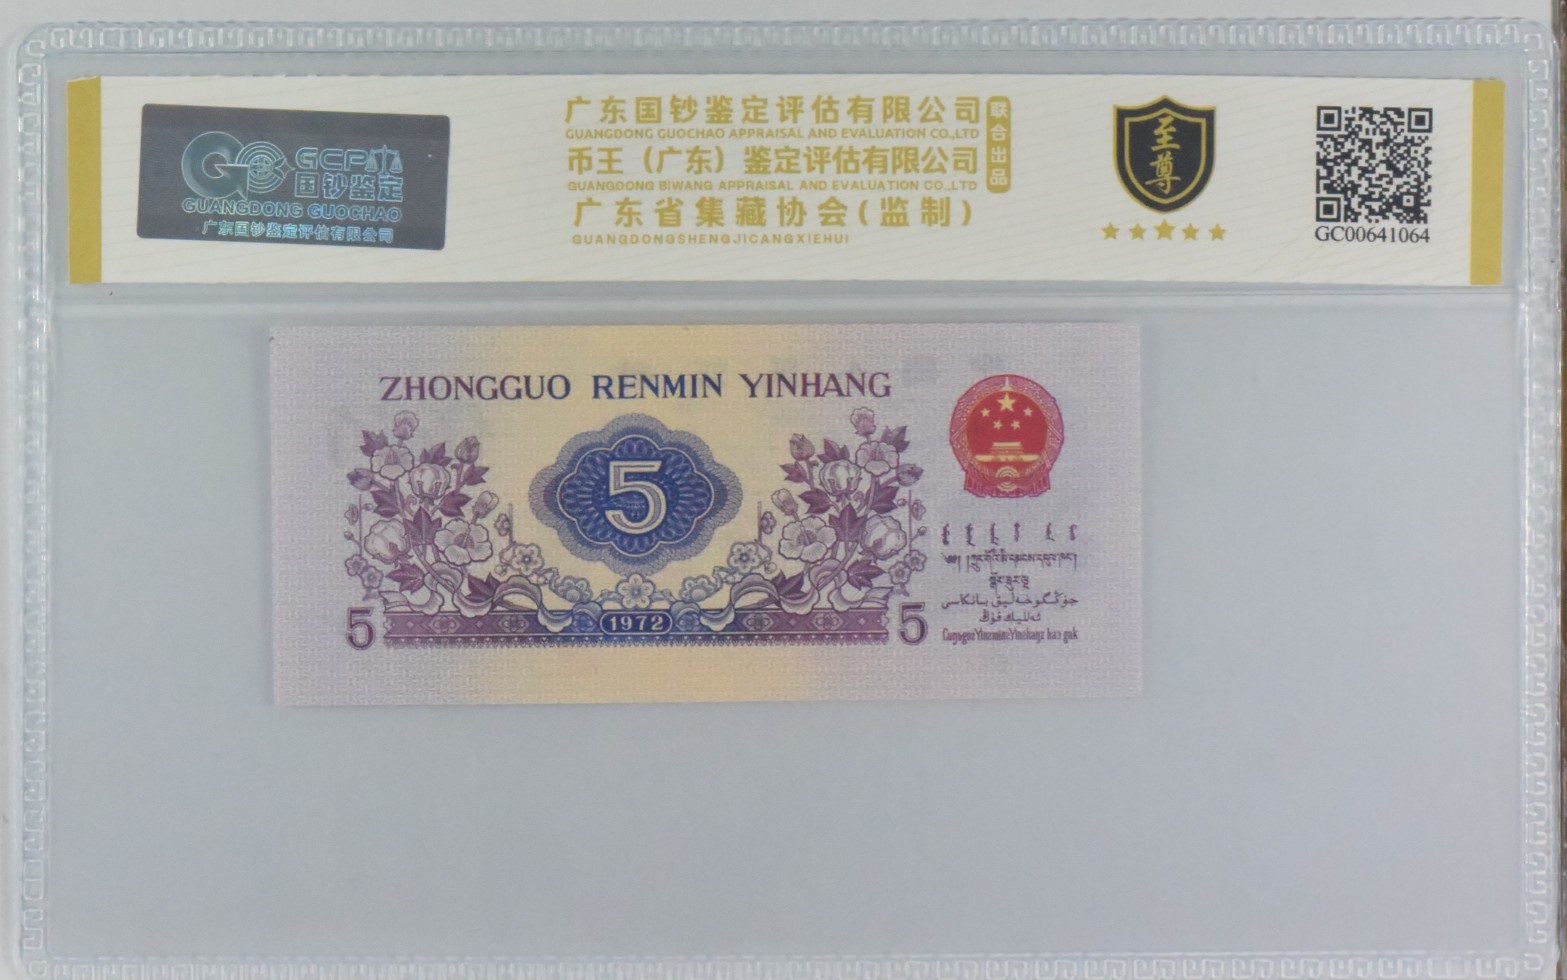 GCP
国钞鉴定
GUANGDONG GUOCHAO
广东国钞鉴定评估有限公司
广东国钞鉴定评估有限公司
GUANGDONG GUOCHAO APPRAISAL AND EVALUATION CO.,LTD
币王（广东）鉴定评估有限公司
GUANGDONG BIWANG APPRAISAL AND EVALUATION CO.,LTD
联合出品
广东省集藏协会(监制)
GUANGDONGSHENGJICANGXIEHUI
至尊
GC00641064
ZHONGGUO RENMIN YINHANG
5
1972
5
5